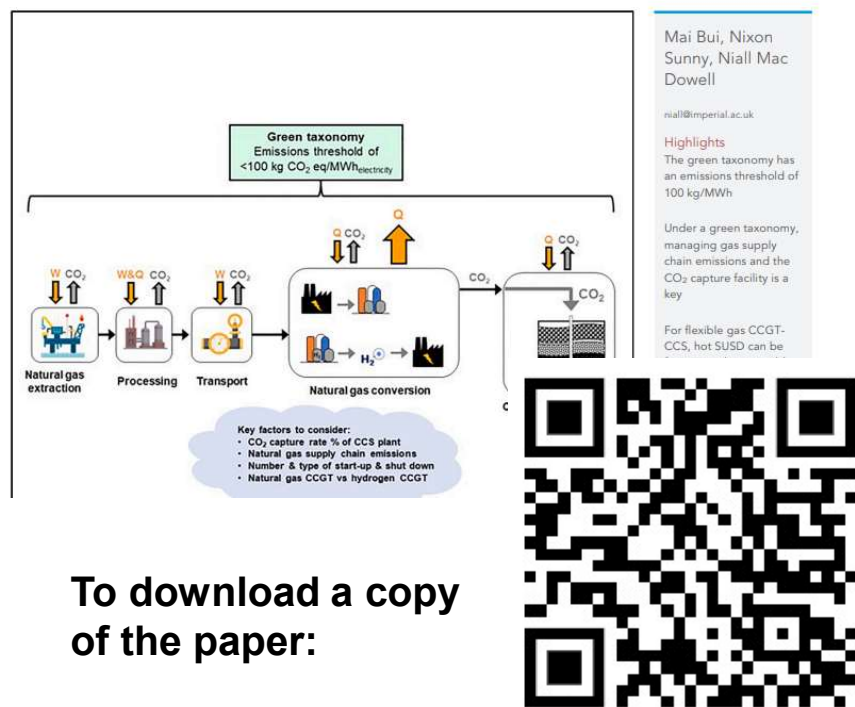 Green taxonomy
Emissions threshold of
<100 kg CO₂ eq/MWhelectricity
Q
Q CO₂
W CO₂
W&Q CO₂
W CO₂
Q CO₂
CO₂
CO₂
H₂
Natural gas
extraction
Processing
Transport
Natural gas conversion
Key factors to consider:
• CO₂ capture rate % of CCS plant
• Natural gas supply chain emissions
• Number & type of start-up & shut down
• Natural gas CCGT vs hydrogen CCGT
Mai Bui, Nixon
Sunny, Niall Mac
Dowell
niall@imperial.ac.uk
Highlights
The green taxonomy has
an emissions threshold of
100 kg/MWh
Under a green taxonomy,
managing gas supply
chain emissions and the
CO₂ capture facility is a
key
For flexible gas CCGT-
CCS, hot SUSD can be
To download a copy
of the paper: